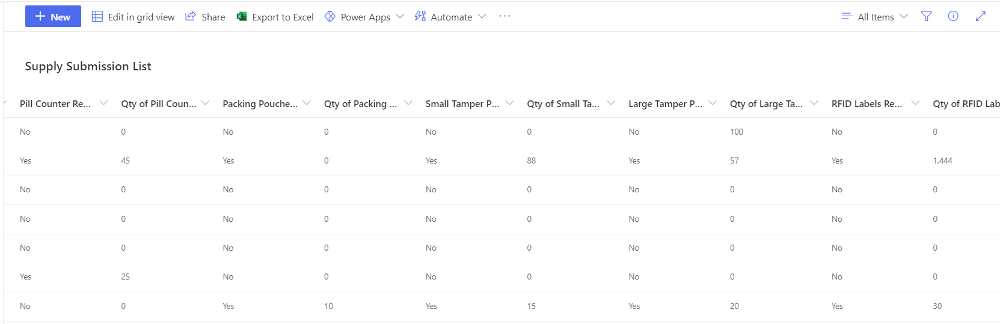 New Edit in grid view Share Export to Excel Power Apps Automate ··· All Items
Supply Submission List
Pill Counter Re... Qty of Pill Coun... Packing Pouche... Qty of Packing ... Small Tamper P... Qty of Small Ta... Large Tamper P... Qty of Large Ta... RFID Labels Re... Qty of RFID Lab
No 0 No 0 No 0 No 100 No 0
Yes 45 Yes 0 Yes 88 Yes 57 Yes 1,444
No 0 No 0 No 0 No 0 No 0
No 0 No 0 No 0 No 0 No 0
No 0 No 0 No 0 No 0 No 0
Yes 25 No 0 No 0 No 0 No 0
No 0 Yes 10 Yes 15 Yes 20 Yes 30